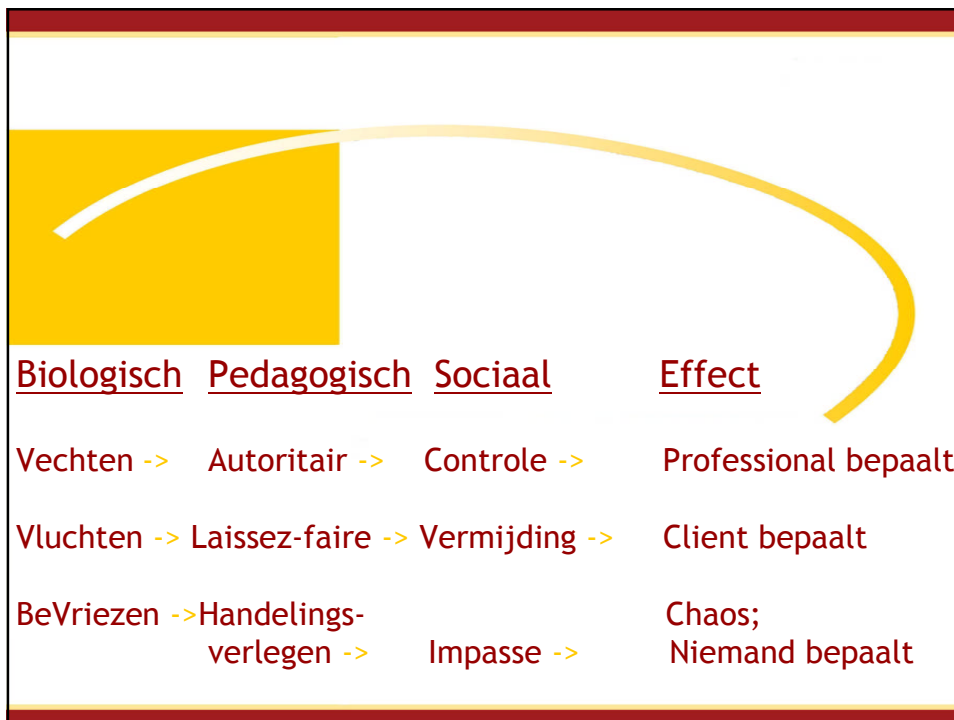 Biologisch Pedagogisch Sociaal Effect
Vechten -> Autoritair -> Controle -> Professional bepaalt
Vluchten -> Laissez-faire -> Vermijding -> Client bepaalt
BeVriezen ->Handelings- Chaos;
verlegen -> Impasse -> Niemand bepaalt